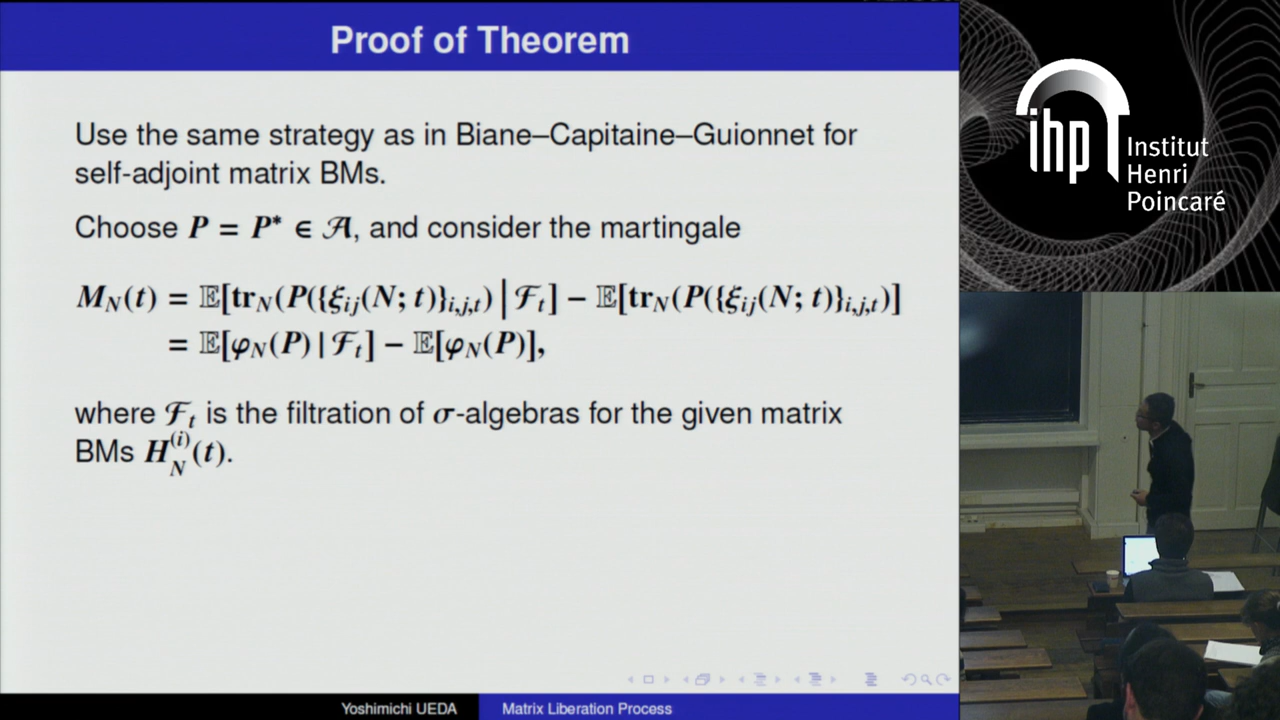 Proof of Theorem
Use the same strategy as in Biane–Capitaine–Guionnet for
self-adjoint matrix BMs.
Choose P = P* ∈ 𝒜, and consider the martingale
M_N(t) = 𝔼[tr_N(P({ξ_ij(N; t)}_{i,j,t}) | ℱ_t] − 𝔼[tr_N(P({ξ_ij(N; t)}_{i,j,t})]
= 𝔼[φ_N(P) | ℱ_t] − 𝔼[φ_N(P)],
where ℱ_t is the filtration of σ-algebras for the given matrix
BMs H_N^{(i)}(t).
Yoshimichi UEDA
Matrix Liberation Process
ihp
Institut
Henri
Poincaré